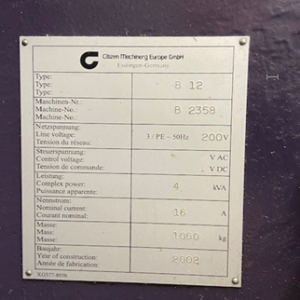 Citizen Machinery Europe GmbH
Esslingen-Germany
Type:
Type: B 12
Type:
Maschinen-Nr.
Machine-No.: B 2358
Machine-No.:
Netzspannung:
Line voltage: 3 / PE ~ 50Hz 200V
Tension du réseau:
Steuerspannung:
Control voltage: V AC
Tension de commande: V DC
Leistung:
Complex power: 4 kVA
Puissance apparente:
Nennstrom:
Nominal current: 16 A
Courant nominal:
Masse:
Mass: 1000 kg
Masse:
Baujahr:
Year of construction: 2002
Année de fabrication: